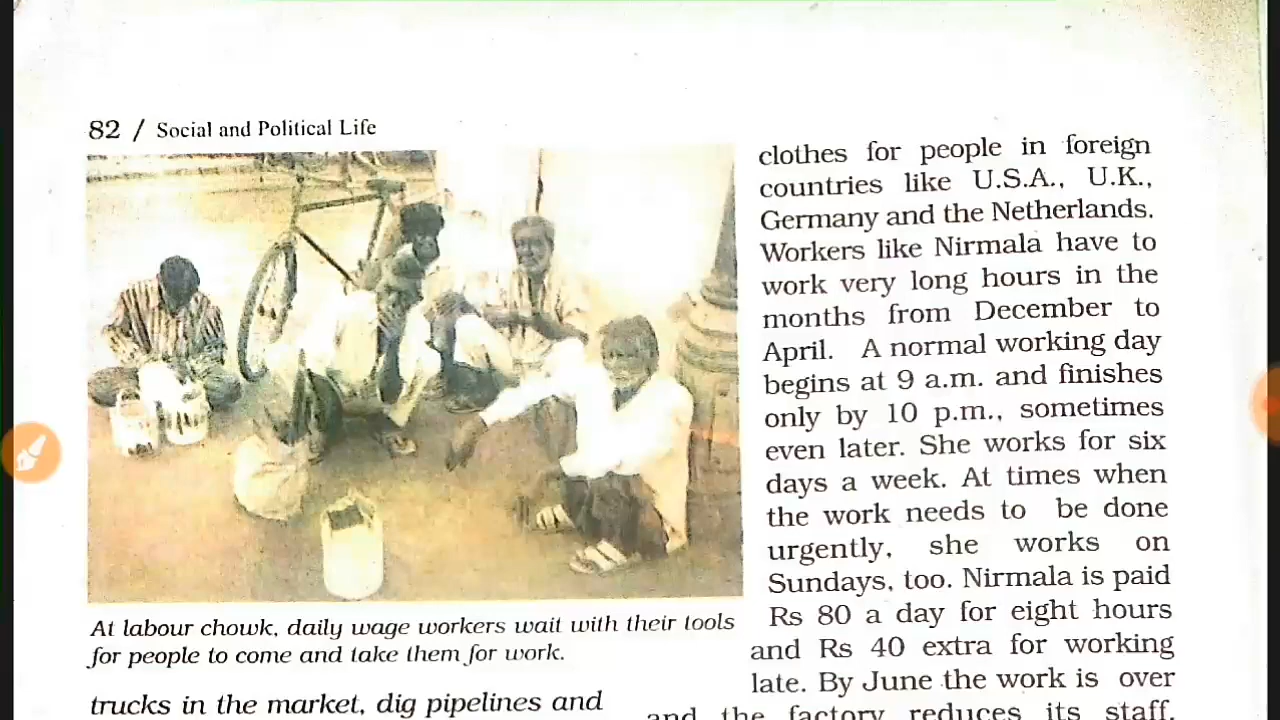 82 / Social and Political Life
At labour chowk, daily wage workers wait with their tools
for people to come and take them for work.
trucks in the market, dig pipelines and
clothes for people in foreign
countries like U.S.A., U.K.,
Germany and the Netherlands.
Workers like Nirmala have to
work very long hours in the
months from December to
April. A normal working day
begins at 9 a.m. and finishes
only by 10 p.m., sometimes
even later. She works for six
days a week. At times when
the work needs to be done
urgently, she works on
Sundays, too. Nirmala is paid
Rs 80 a day for eight hours
and Rs 40 extra for working
late. By June the work is over
and the factory reduces its staff.